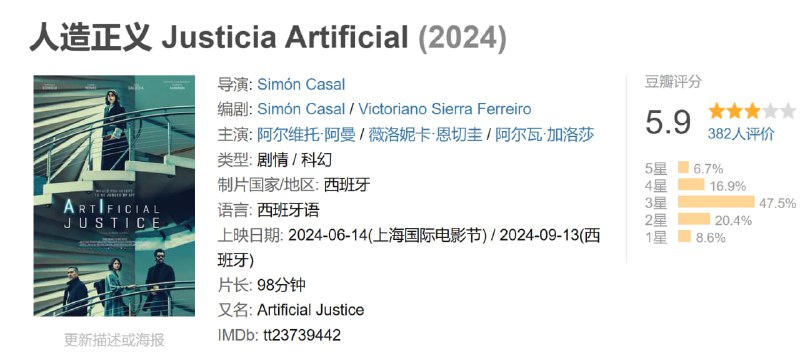 人造正义 Justicia Artificial (2024)
导演: Simón Casal
编剧: Simón Casal / Victoriano Sierra Ferreiro
主演: 阿尔维托·阿曼 / 薇洛妮卡·恩切圭 / 阿尔瓦·加洛莎
类型: 剧情 / 科幻
制片国家/地区: 西班牙
语言: 西班牙语
上映日期: 2024-06-14(上海国际电影节) / 2024-09-13(西
班牙)
片长: 98分钟
又名: Artificial Justice
IMDb: tt23739442
豆瓣评分
5.9
382人评价
5星 6.7%
4星 16.9%
3星 47.5%
2星 20.4%
1星 8.6%
ARTIFICIAL
JUSTICE
更新描述或海报